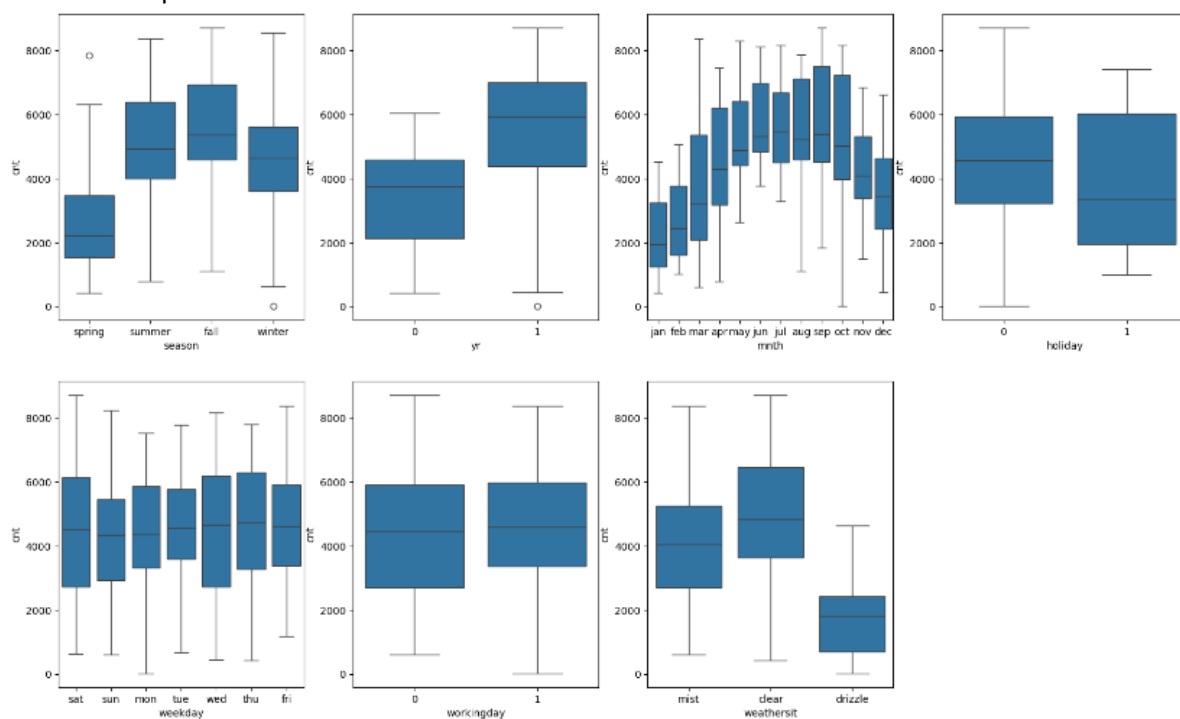 8000
6000
4000
2000
0
cnt
spring summer fall winter
season
8000
6000
4000
2000
0
cnt
0 1
yr
8000
6000
4000
2000
0
cnt
jan feb mar apr may jun jul aug sep oct nov dec
mnth
8000
6000
4000
2000
0
cnt
0 1
holiday
8000
6000
4000
2000
0
cnt
sat sun mon tue wed thu fri
weekday
8000
6000
4000
2000
0
cnt
0 1
workingday
8000
6000
4000
2000
0
cnt
mist clear drizzle
weathersit